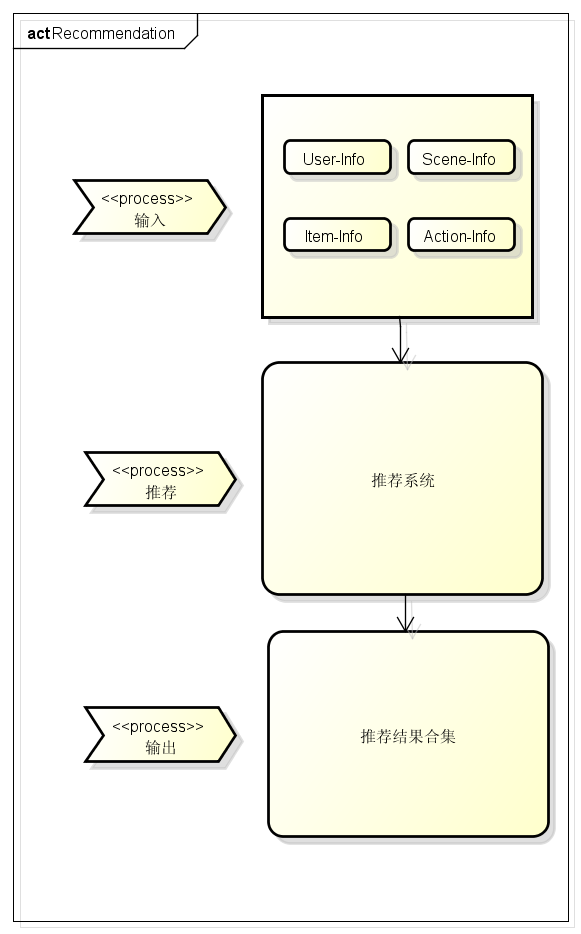 act Recommendation
User-Info
Scene-Info
<<process>>
输入
Item-Info
Action-Info
<<process>>
推荐
推荐系统
<<process>>
输出
推荐结果合集